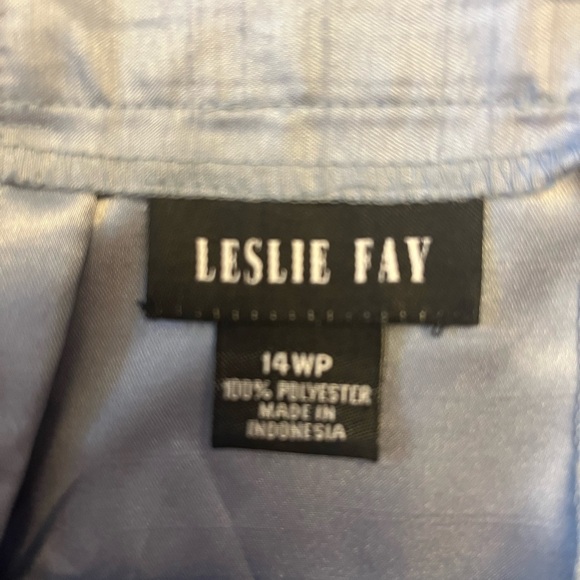 LESLIE FAY
14WP
100% POLYESTER
MADE IN
INDONESIA